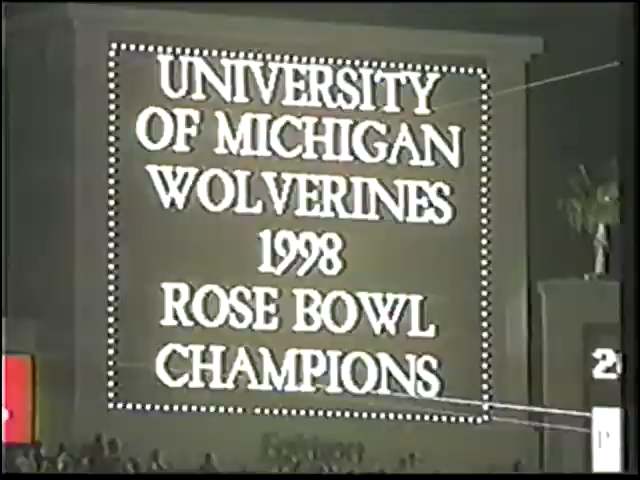 UNIVERSITY
OF MICHIGAN
WOLVERINES
1998
ROSE BOWL
CHAMPIONS